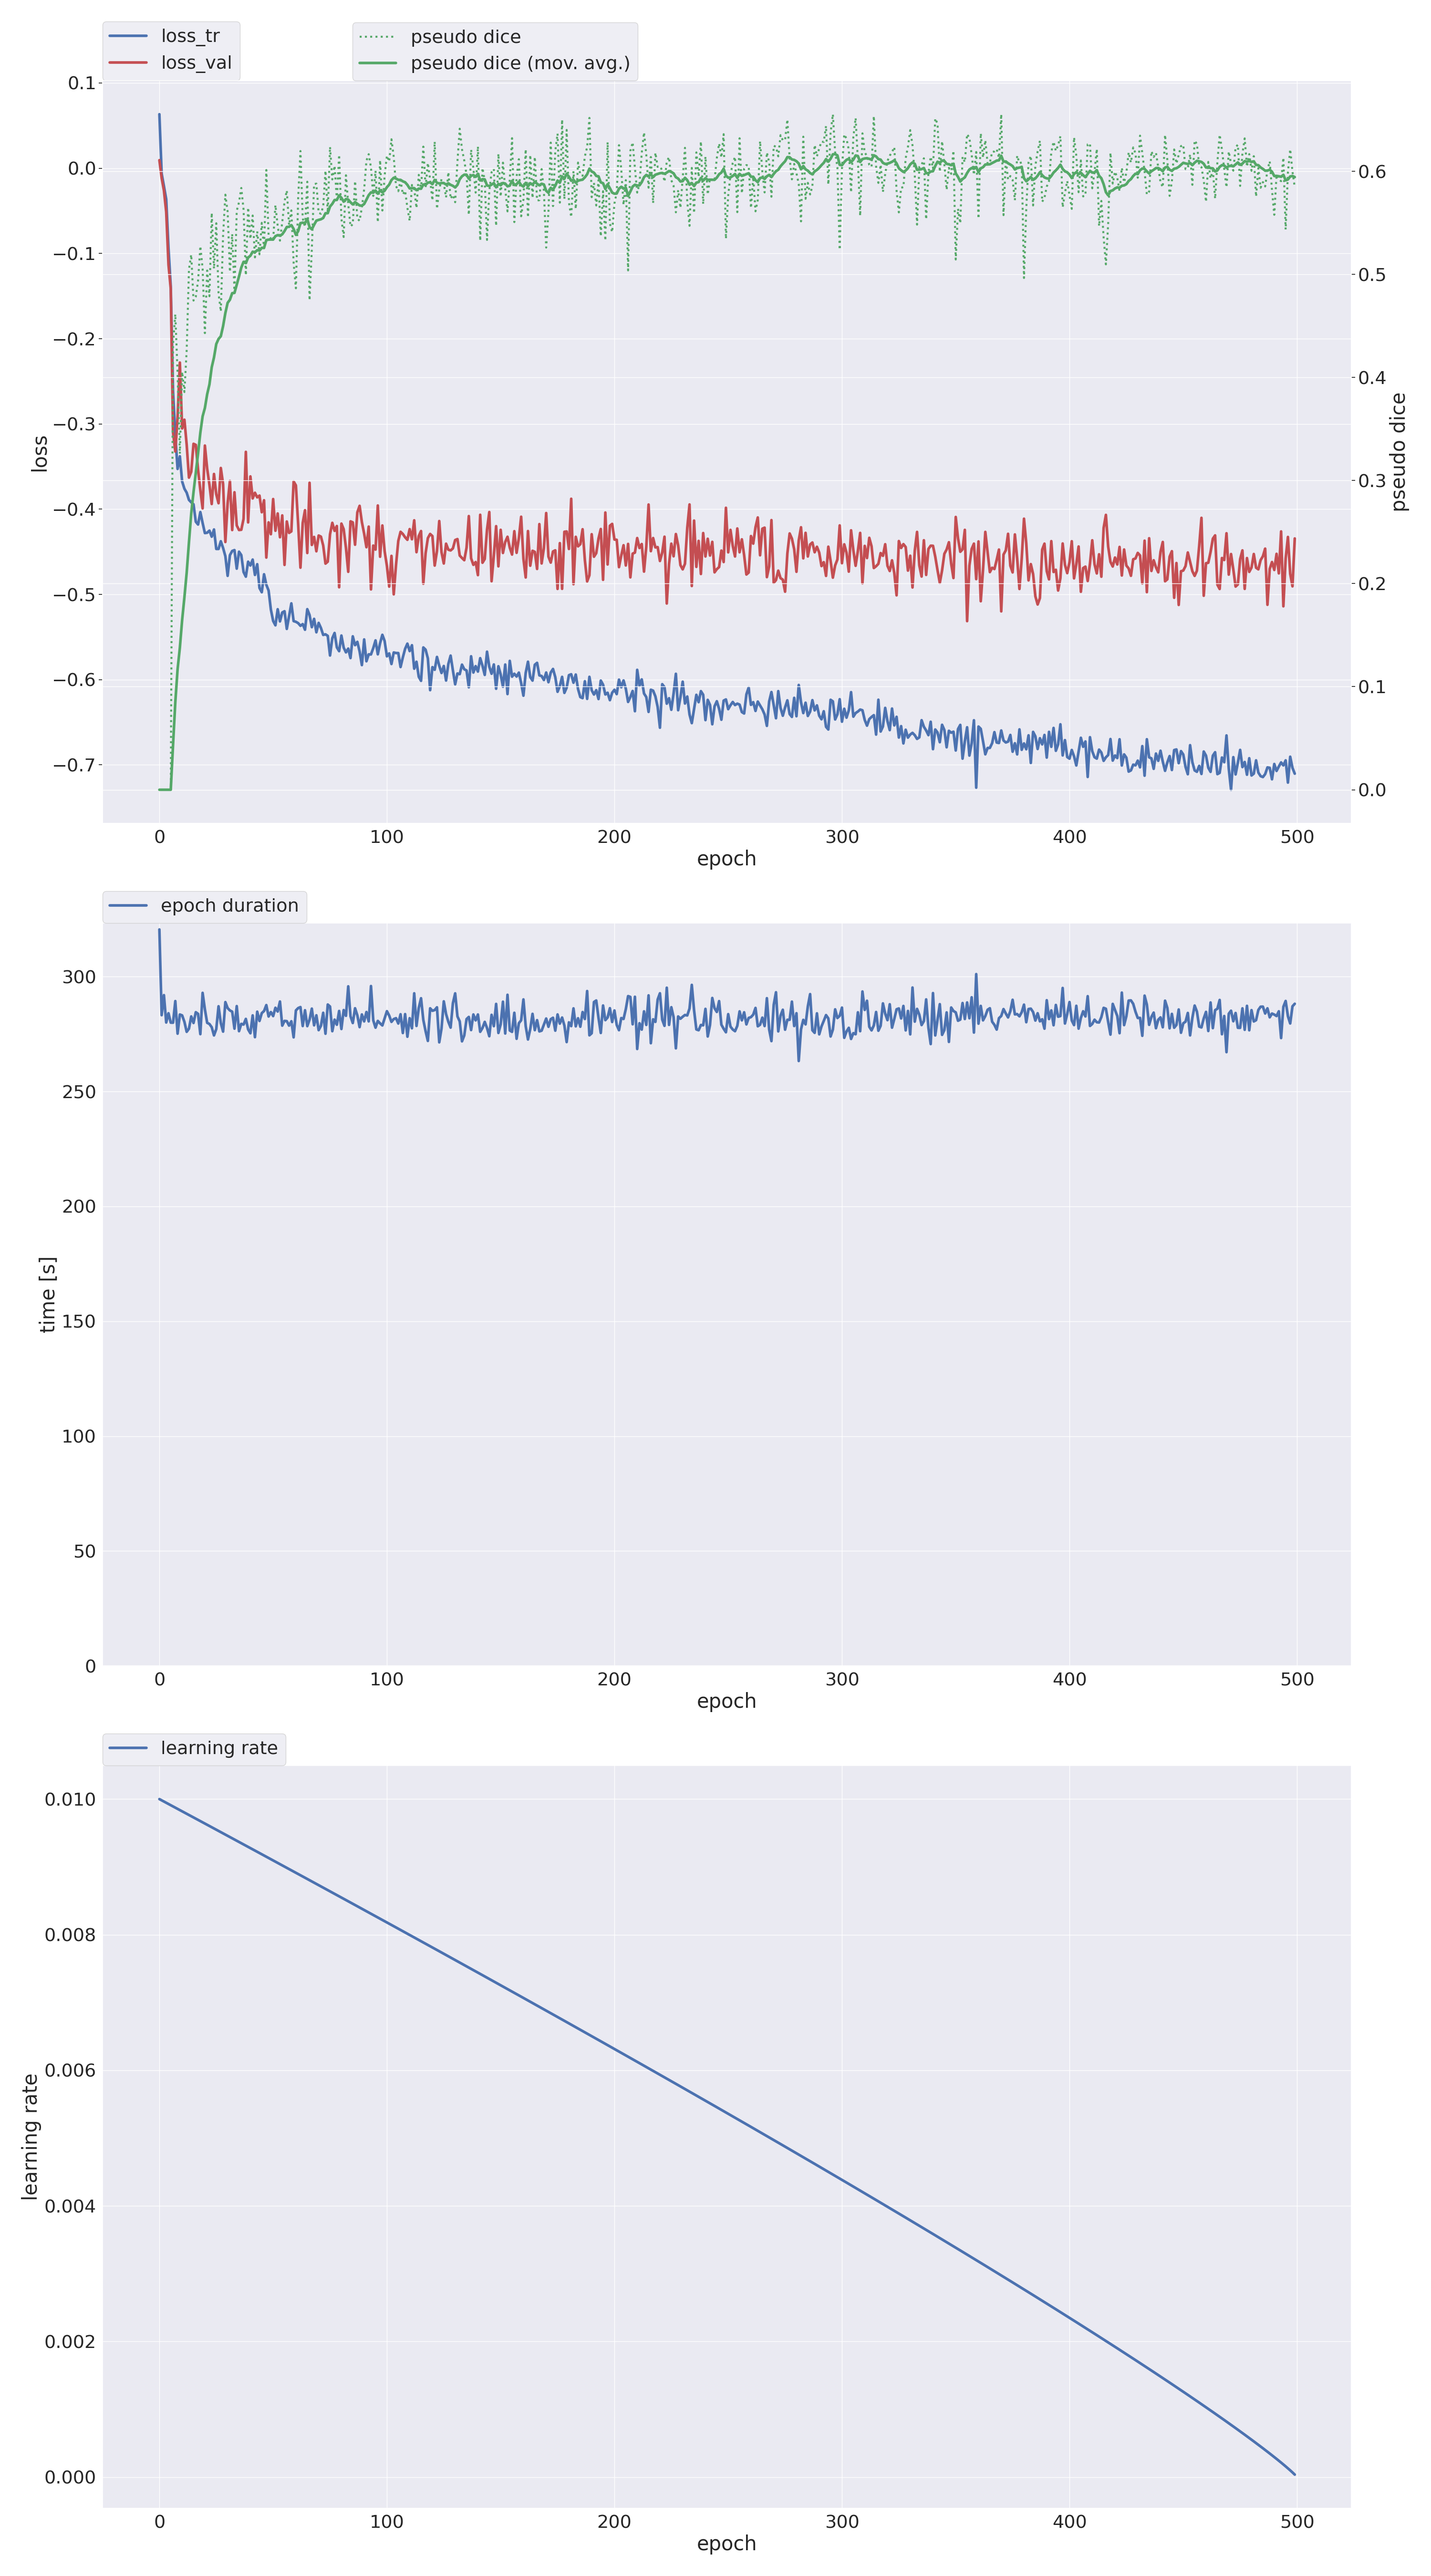 loss_tr
loss_val
pseudo dice
pseudo dice (mov. avg.)
0.1
0.0
−0.1
−0.2
−0.3
−0.4
−0.5
−0.6
−0.7
loss
0.6
0.5
0.4
0.3
0.2
0.1
0.0
pseudo dice
0 100 200 300 400 500
epoch
epoch duration
300
250
200
150
100
50
0
time [s]
0 100 200 300 400 500
epoch
learning rate
0.010
0.008
0.006
0.004
0.002
0.000
learning rate
0 100 200 300 400 500
epoch